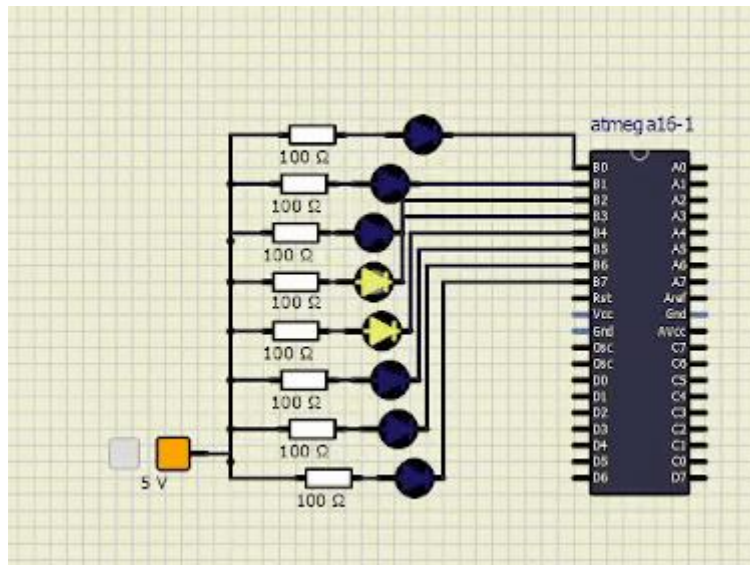 atmega16-1
100 Ω
100 Ω
100 Ω
100 Ω
100 Ω
100 Ω
100 Ω
100 Ω
5 V
B0 A0
B1 A1
B2 A2
B3 A3
B4 A4
B5 A5
B6 A6
B7 A7
Rst Aref
Vcc Gnd
Gnd AVcc
Osc C7
Osc C6
D0 C5
D1 C4
D2 C3
D3 C2
D4 C1
D5 C0
D6 D7